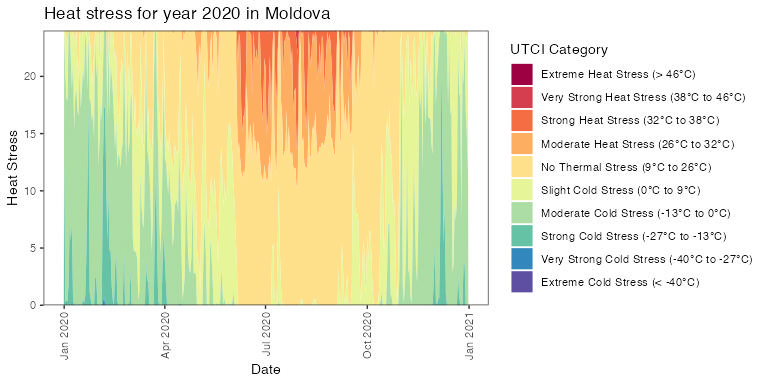 Heat stress for year 2020 in Moldova
Heat Stress
20
15
10
5
0
Jan 2020
Apr 2020
Jul 2020
Oct 2020
Jan 2021
Date
UTCI Category
Extreme Heat Stress (> 46°C)
Very Strong Heat Stress (38°C to 46°C)
Strong Heat Stress (32°C to 38°C)
Moderate Heat Stress (26°C to 32°C)
No Thermal Stress (9°C to 26°C)
Slight Cold Stress (0°C to 9°C)
Moderate Cold Stress (-13°C to 0°C)
Strong Cold Stress (-27°C to -13°C)
Very Strong Cold Stress (-40°C to -27°C)
Extreme Cold Stress (< -40°C)